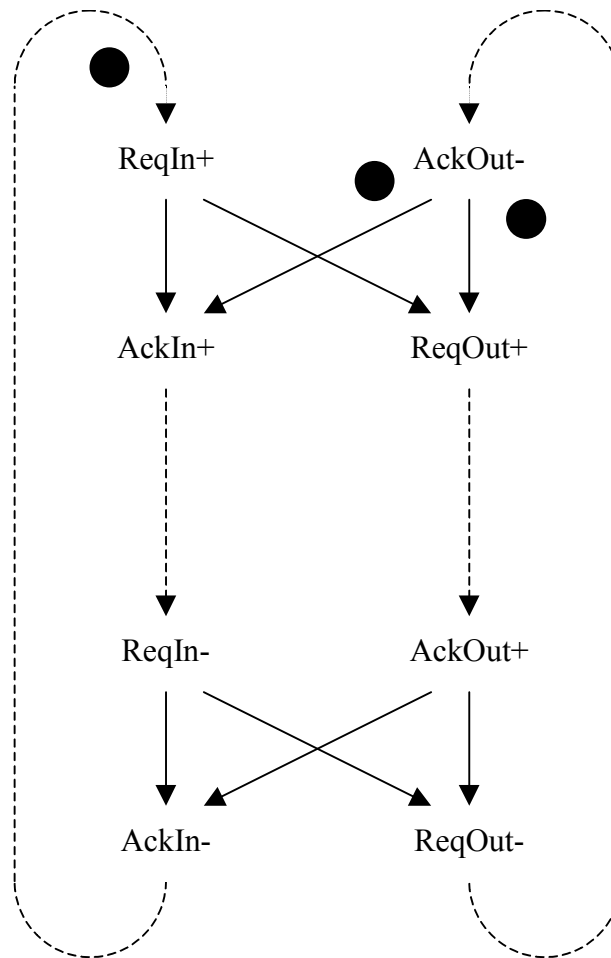 ReqIn+ AckOut-
AckIn+ ReqOut+
ReqIn- AckOut+
AckIn- ReqOut-